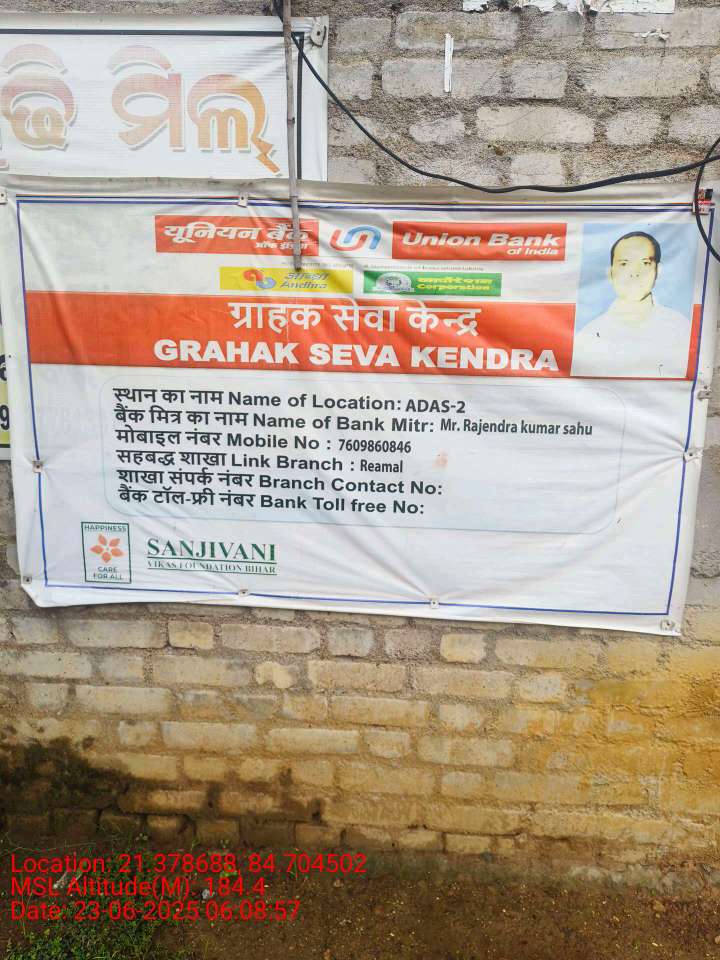 ମିଲ୍
यूनियन बैंक
ऑफ इंडिया
Union Bank
of India
Andhra
कार्पोरेशन
Corporation
ग्राहक सेवा केन्द्र
GRAHAK SEVA KENDRA
स्थान का नाम Name of Location: ADAS-2
बैंक मित्र का नाम Name of Bank Mitr: Mr. Rajendra kumar sahu
मोबाइल नंबर Mobile No : 7609860846
सहबद्ध शाखा Link Branch : Reamal
शाखा संपर्क नंबर Branch Contact No:
बैंक टॉल-फ्री नंबर Bank Toll free No:
HAPPINESS
CARE
FOR ALL
SANJIVANI
VIKAS FOUNDATION BIHAR
Location: 21.378688, 84.704502
MSL Altitude(M): 184.4
Date: 23-06-2025 06:08:57